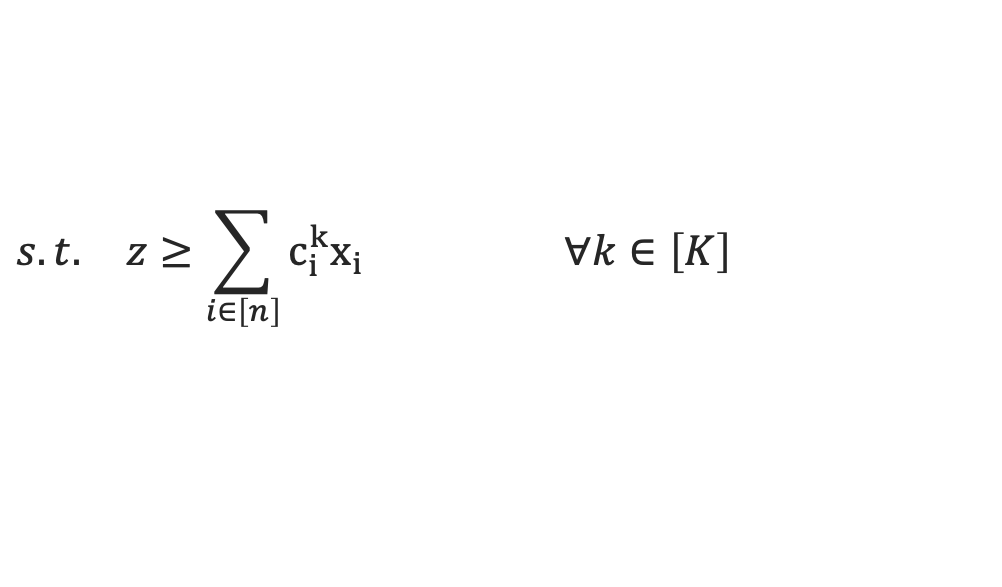 s.t. z ≥ ∑_{i∈[n]} c_i^k x_i ∀k ∈ [K]